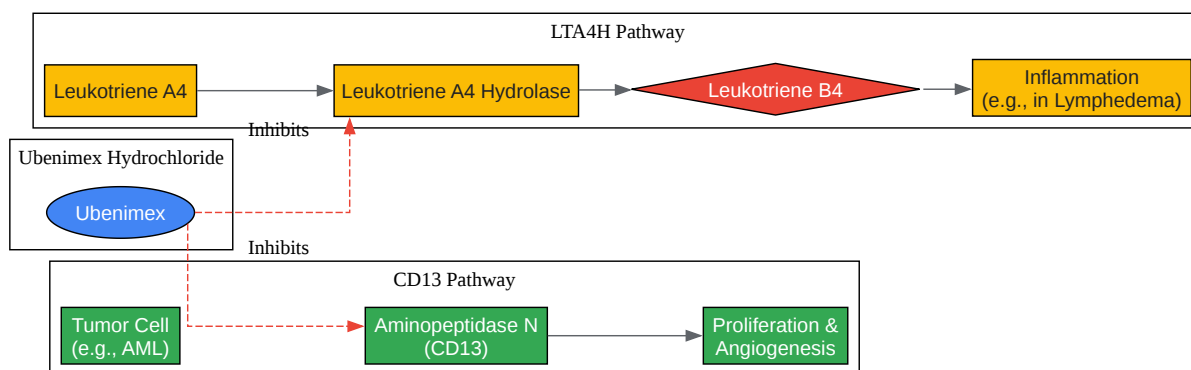 LTA4H Pathway
Leukotriene A4
Leukotriene A4 Hydrolase
Leukotriene B4
Inflammation
(e.g., in Lymphedema)
Inhibits
Ubenimex Hydrochloride
Ubenimex
Inhibits
CD13 Pathway
Tumor Cell
(e.g., AML)
Aminopeptidase N
(CD13)
Proliferation &
Angiogenesis